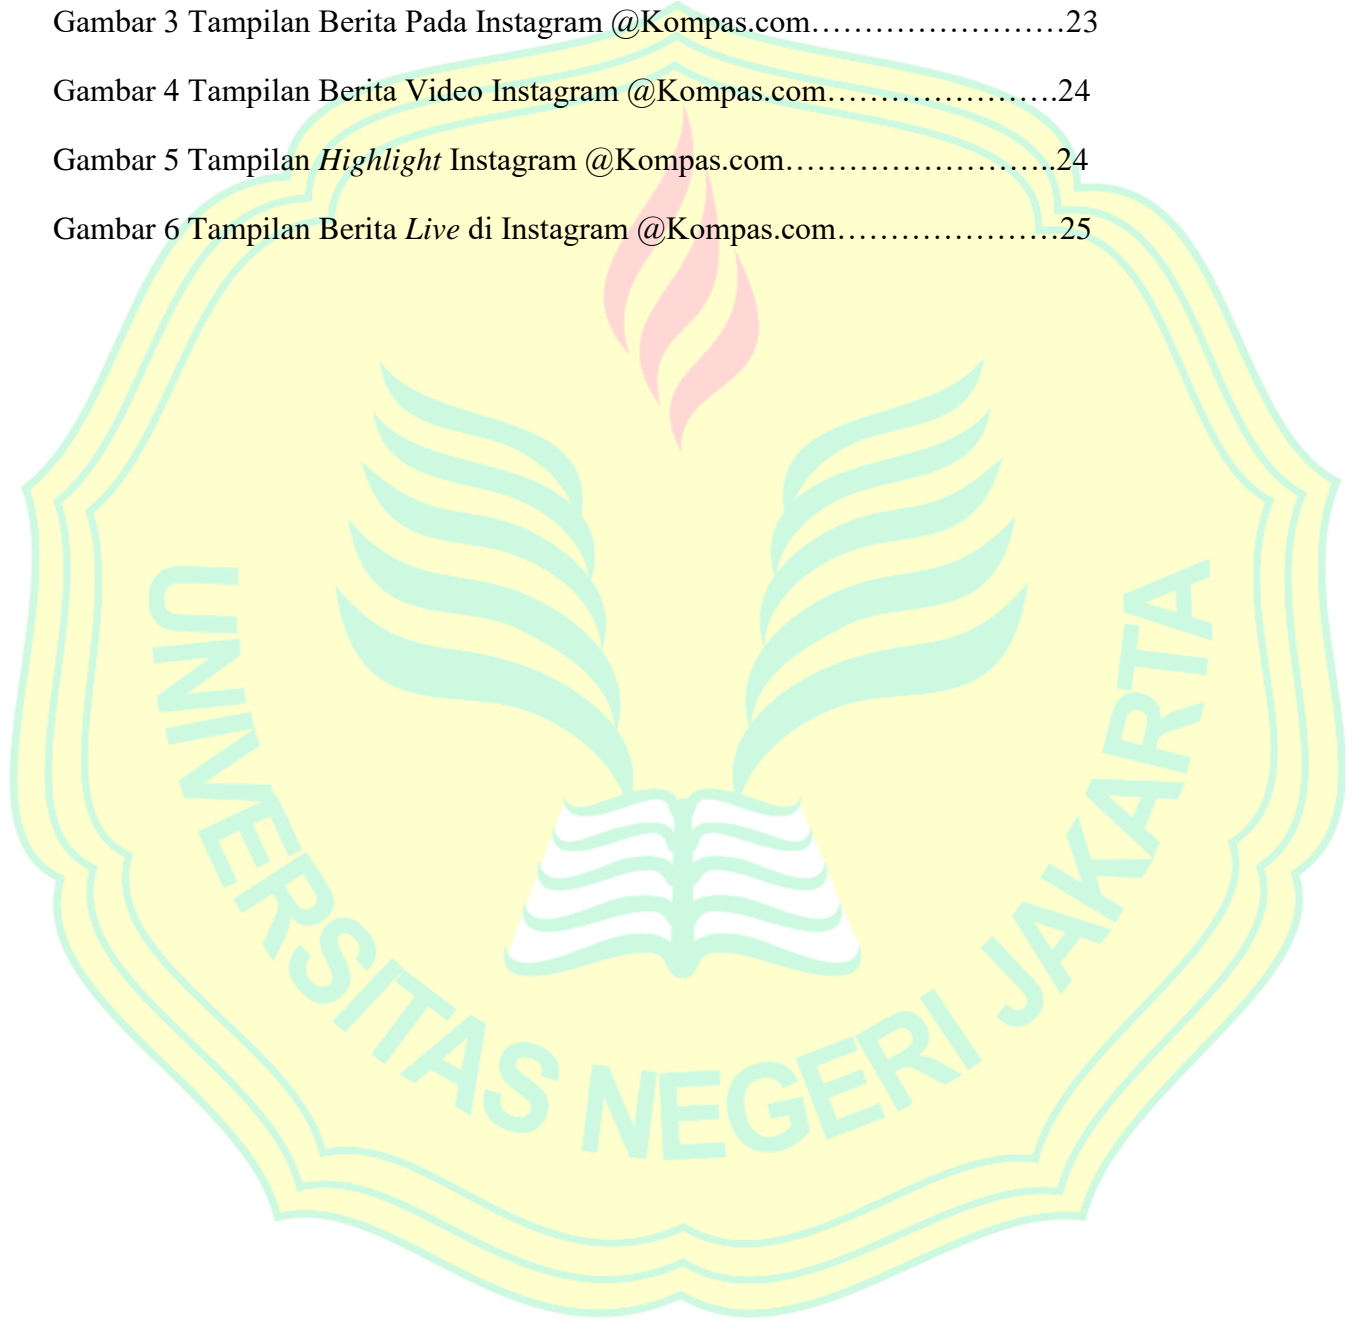 Gambar 3 Tampilan Berita Pada Instagram @Kompas.com……………………23
Gambar 4 Tampilan Berita Video Instagram @Kompas.com………………….24
Gambar 5 Tampilan Highlight Instagram @Kompas.com……………………..24
Gambar 6 Tampilan Berita Live di Instagram @Kompas.com…………………25
UNIVERSITAS NEGERI JAKARTA